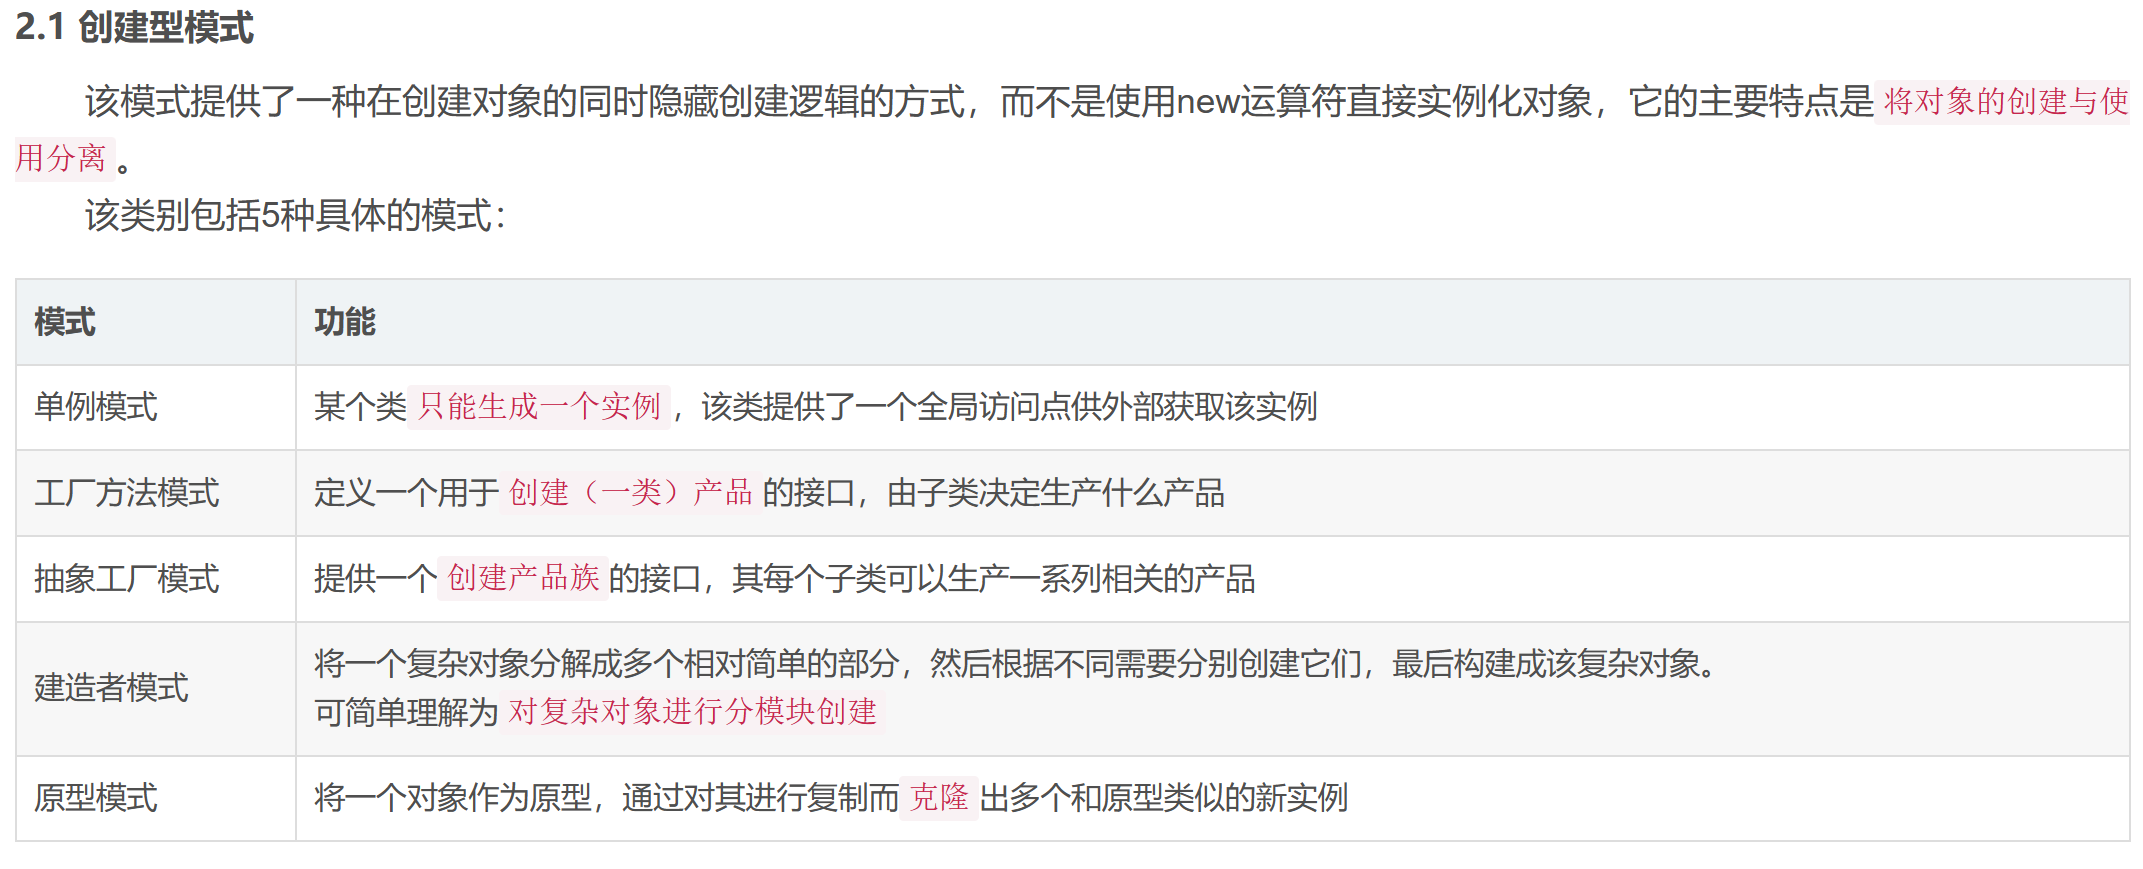 2.1 创建型模式
该模式提供了一种在创建对象的同时隐藏创建逻辑的方式，而不是使用new运算符直接实例化对象，它的主要特点是 将对象的创建与使
用分离 。
该类别包括5种具体的模式：
模式 功能
单例模式 某个类 只能生成一个实例 ，该类提供了一个全局访问点供外部获取该实例
工厂方法模式 定义一个用于 创建（一类）产品 的接口，由子类决定生产什么产品
抽象工厂模式 提供一个 创建产品族 的接口，其每个子类可以生产一系列相关的产品
建造者模式 将一个复杂对象分解成多个相对简单的部分，然后根据不同需要分别创建它们，最后构建成该复杂对象。
可简单理解为 对复杂对象进行分模块创建
原型模式 将一个对象作为原型，通过对其进行复制而 克隆 出多个和原型类似的新实例